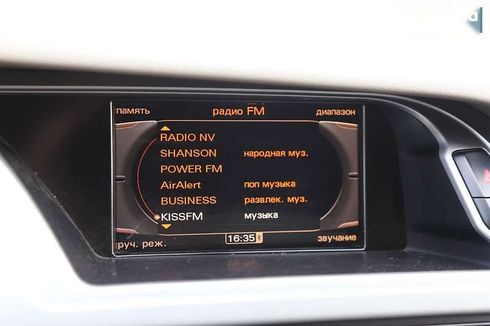 память радио FM диапазон
RADIO NV
SHANSON народная муз.
POWER FM
AirAlert поп музыка
BUSINESS развлек. муз.
KISSFM музыка
руч. реж. 16:35 звучание